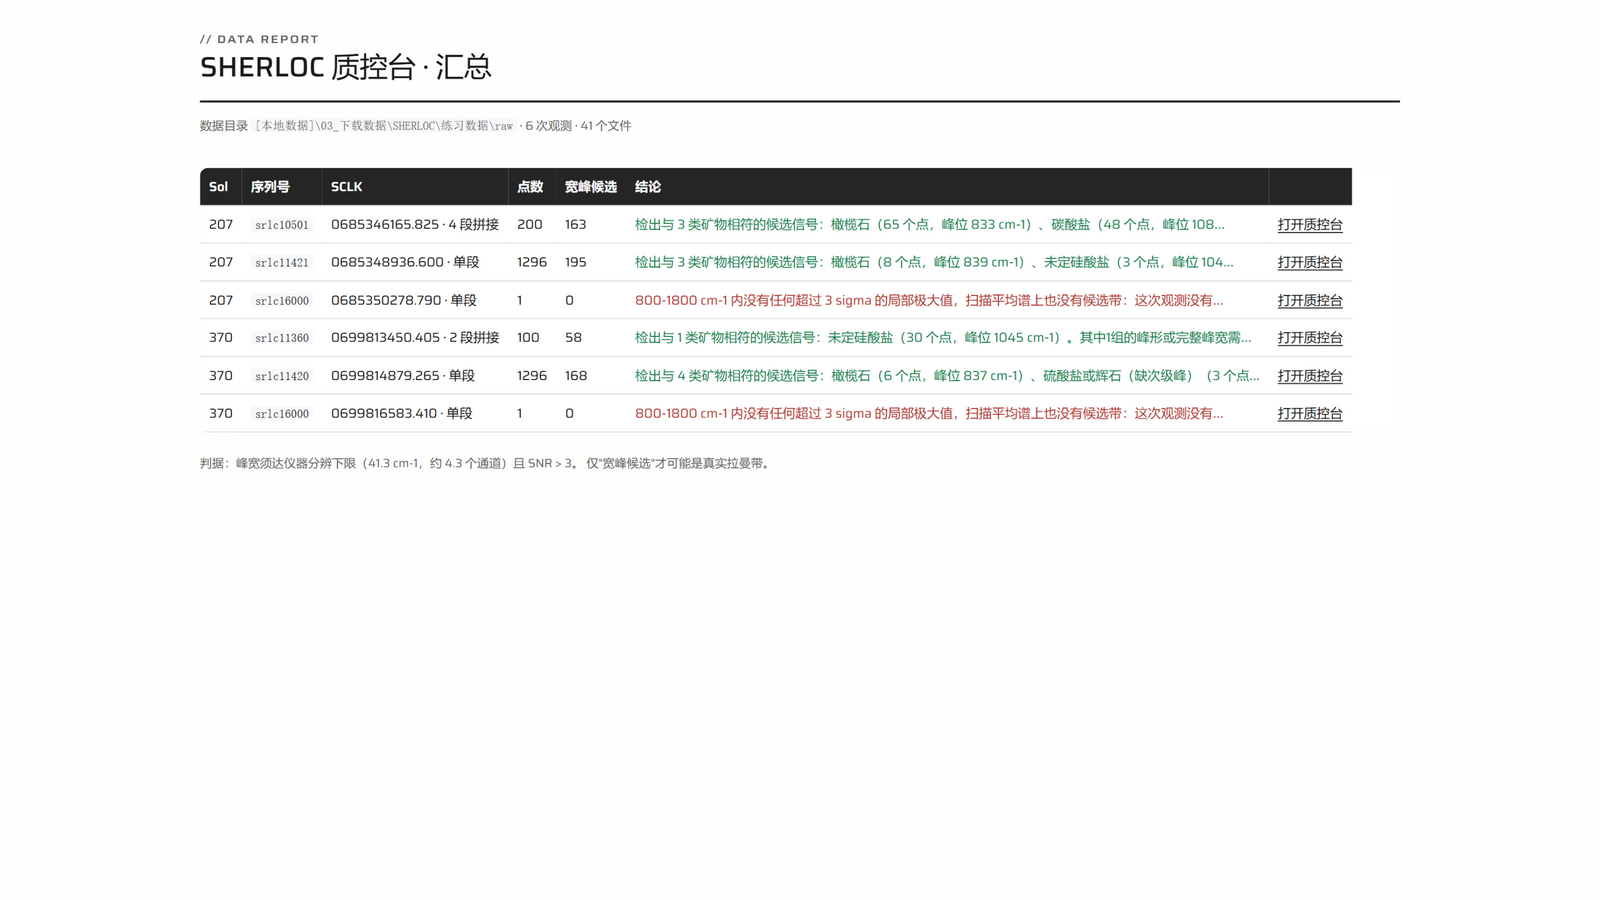 // DATA REPORT
SHERLOC 质控台 · 汇总
数据目录 [本地数据]\03_下载数据\SHERLOC\练习数据\raw · 6 次观测 · 41 个文件
Sol 序列号 SCLK 点数 宽峰候选 结论
207 srlc10501 0685346165.825 · 4 段拼接 200 163 检出与 3 类矿物相符的候选信号：橄榄石（65 个点，峰位 833 cm-1）、碳酸盐（48 个点，峰位 108... 打开质控台
207 srlc11421 0685348936.600 · 单段 1296 195 检出与 3 类矿物相符的候选信号：橄榄石（8 个点，峰位 839 cm-1）、未定硅酸盐（3 个点，峰位 104... 打开质控台
207 srlc16000 0685350278.790 · 单段 1 0 800-1800 cm-1 内没有任何超过 3 sigma 的局部极大值，扫描平均谱上也没有候选带：这次观测没有... 打开质控台
370 srlc11360 0699813450.405 · 2 段拼接 100 58 检出与 1 类矿物相符的候选信号：未定硅酸盐（30 个点，峰位 1045 cm-1）。其中1组的峰形或完整峰宽需... 打开质控台
370 srlc11420 0699814879.265 · 单段 1296 168 检出与 4 类矿物相符的候选信号：橄榄石（6 个点，峰位 837 cm-1）、硫酸盐或辉石（缺次级峰）（3 个点... 打开质控台
370 srlc16000 0699816583.410 · 单段 1 0 800-1800 cm-1 内没有任何超过 3 sigma 的局部极大值，扫描平均谱上也没有候选带：这次观测没有... 打开质控台
判据：峰宽须达仪器分辨下限（41.3 cm-1，约 4.3 个通道）且 SNR > 3。 仅"宽峰候选"才可能是真实拉曼带。